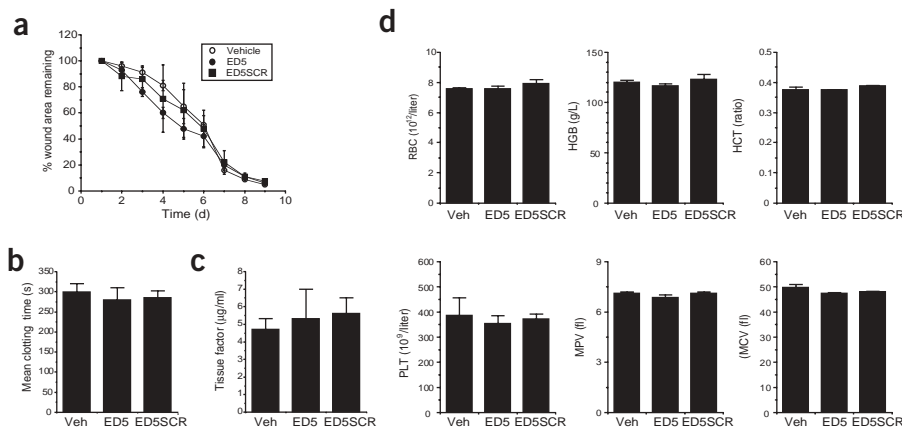 a
% wound area remaining
120
100
80
60
40
20
0
0 2 4 6 8 10
Time (d)
Vehicle
ED5
ED5SCR
b
Mean clotting time (s)
350
300
250
200
150
100
50
0
Veh ED5 ED5SCR
c
Tissue factor (µg/ml)
8
7
6
5
4
3
2
1
0
Veh ED5 ED5SCR
d
RBC (10¹²/liter)
10
8
6
4
2
0
Veh ED5 ED5SCR
HGB (g/L)
150
100
50
0
Veh ED5 ED5SCR
HCT (ratio)
0.5
0.4
0.3
0.2
0.1
0
Veh ED5 ED5SCR
PLT (10⁹/liter)
600
500
400
300
200
100
0
Veh ED5 ED5SCR
MPV (fl)
9
6
3
0
Veh ED5 ED5SCR
(MCV (fl)
60
50
40
30
20
10
0
Veh ED5 ED5SCR